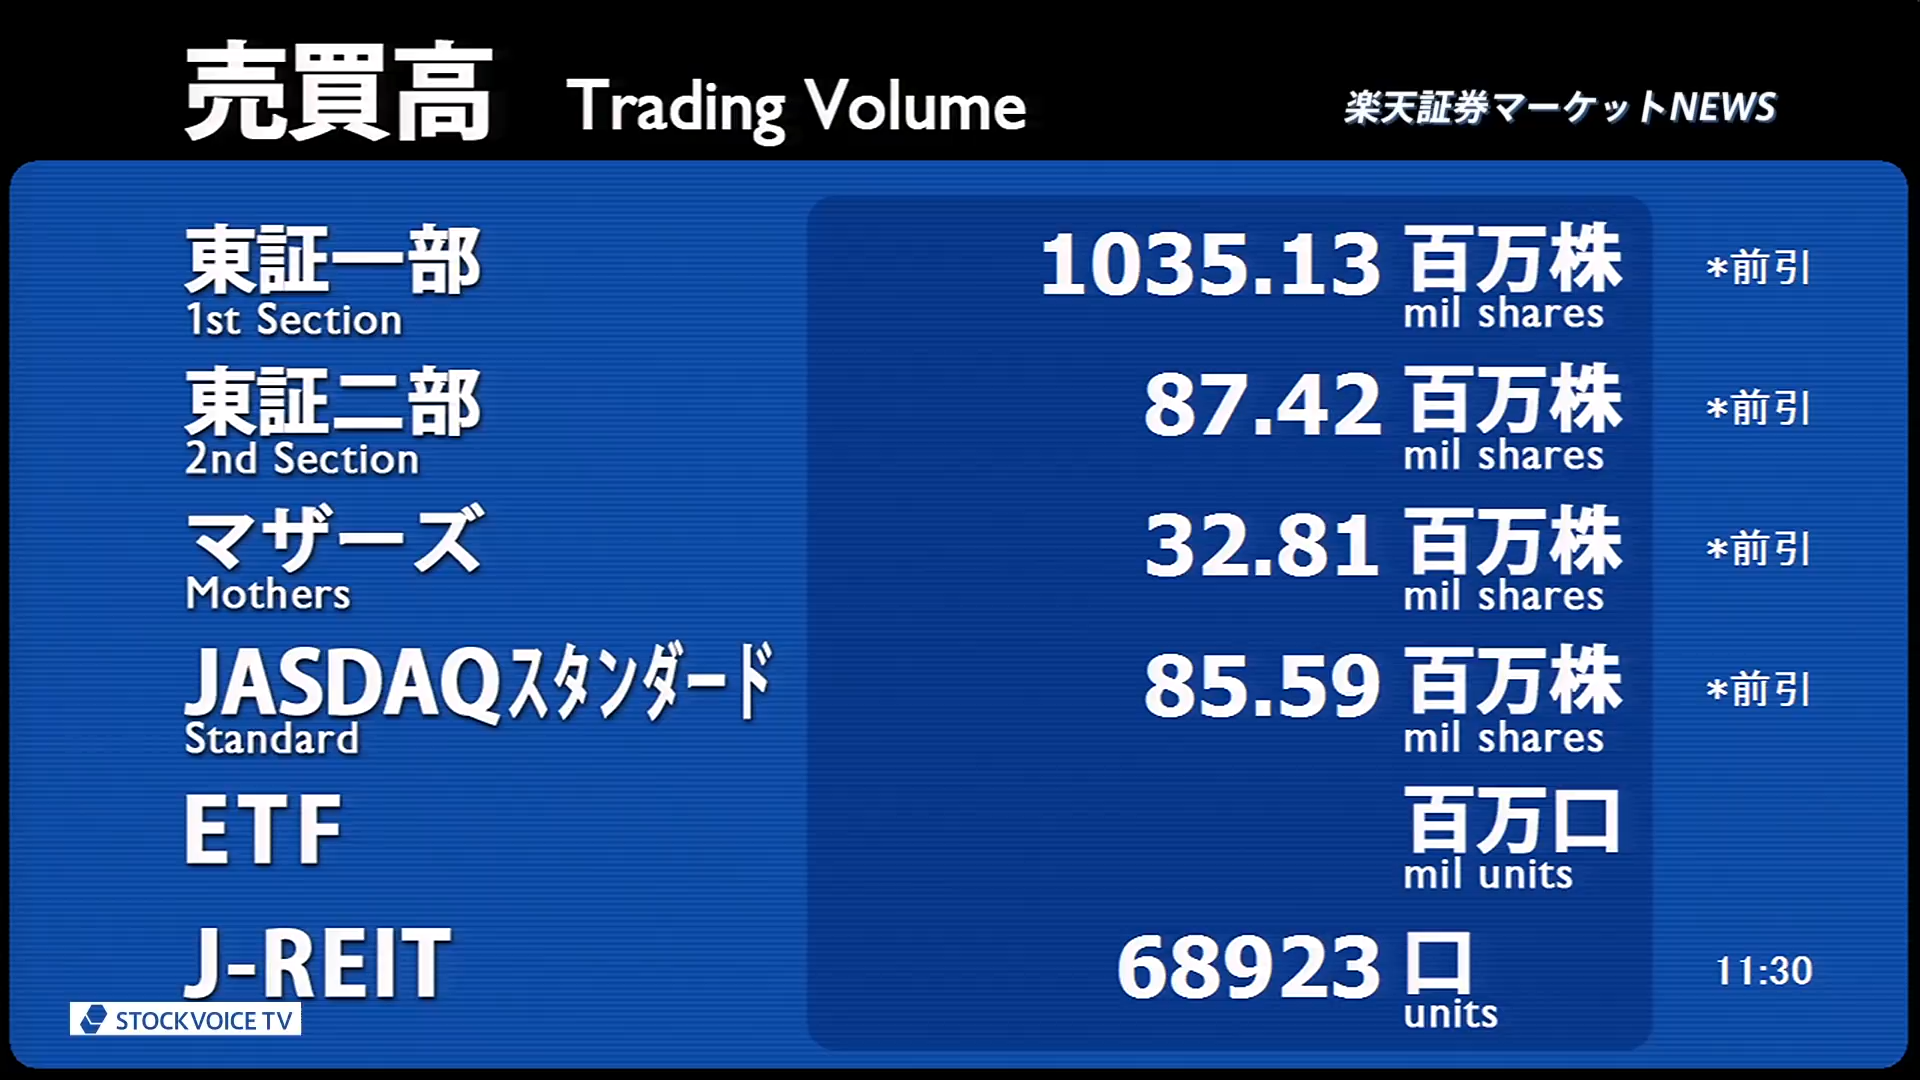 売買高 Trading Volume 楽天証券マーケットNEWS
東証一部 1035.13 百万株 *前引
1st Section mil shares
東証二部 87.42 百万株 *前引
2nd Section mil shares
マザーズ 32.81 百万株 *前引
Mothers mil shares
JASDAQｽﾀﾝﾀﾞｰﾄﾞ 85.59 百万株 *前引
Standard mil shares
ETF 百万口
mil units
J-REIT 68923 口 11:30
units
STOCKVOICE TV